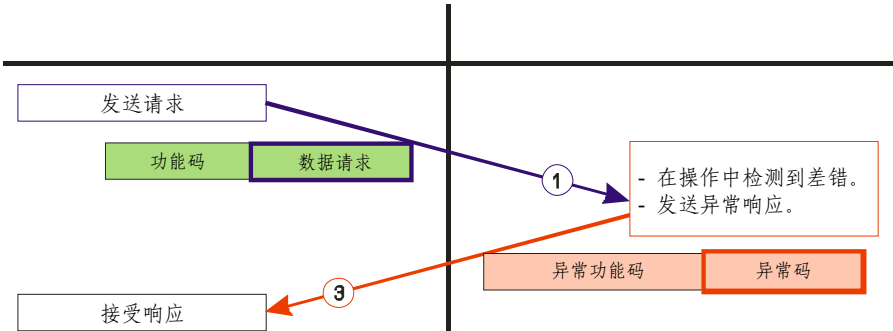 发送请求
功能码 数据请求
1
- 在操作中检测到差错。
- 发送异常响应。
异常功能码 异常码
3
接受响应